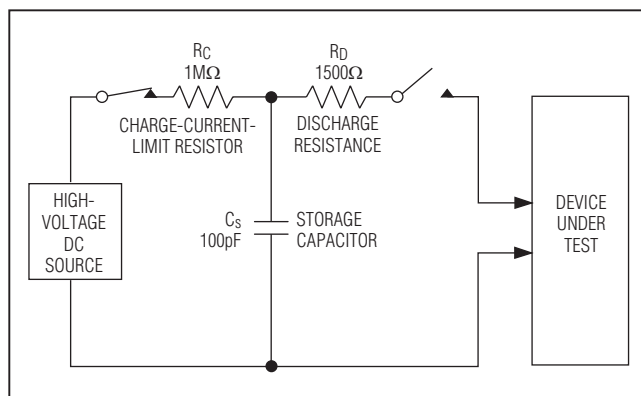 RC
1MΩ
CHARGE-CURRENT-
LIMIT RESISTOR
RD
1500Ω
DISCHARGE
RESISTANCE
HIGH-
VOLTAGE
DC
SOURCE
CS
100pF
STORAGE
CAPACITOR
DEVICE
UNDER
TEST